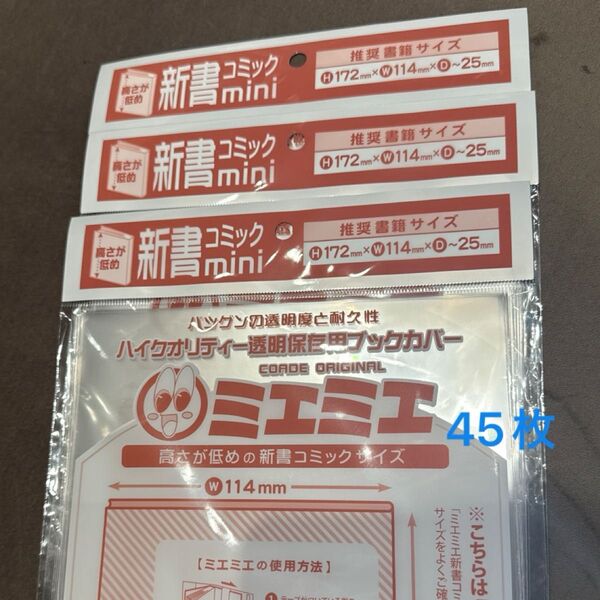 高さが
低め
新書コミック
mini
推奨書籍サイズ
H172mm×W114mm×D~25mm
高さが
低め
新書コミック
mini
推奨書籍サイズ
H172mm×W114mm×D~25mm
高さが
低め
新書コミック
mini
推奨書籍サイズ
H172mm×W114mm×D~25mm
バツグンの透明度と耐久性
ハイクオリティー透明保存用ブックカバー
COADE ORIGINAL
ミエミエ
45枚
高さが低めの新書コミックサイズ
W114mm
【ミエミエの使用方法】
※こちらは
「ミエミエ新書コミ
サイズをよくご確